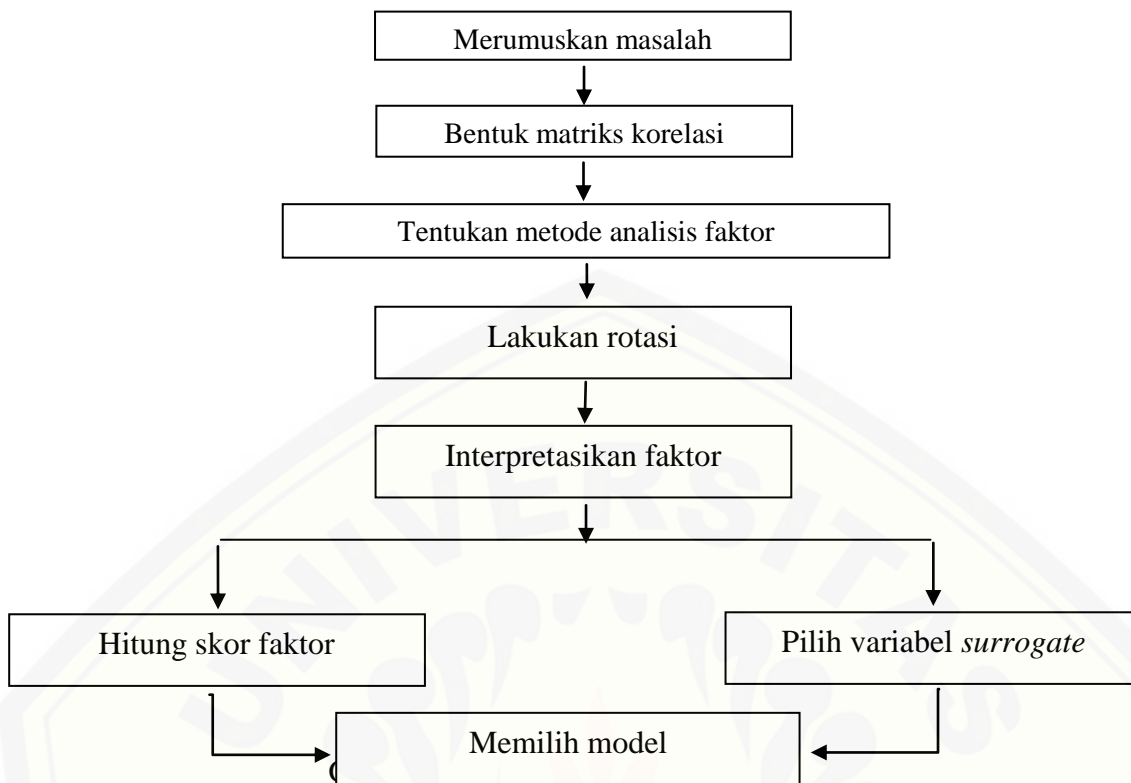 Merumuskan masalah
Bentuk matriks korelasi
Tentukan metode analisis faktor
Lakukan rotasi
Interpretasikan faktor
UNIVERSITAS
Hitung skor faktor
Pilih variabel surrogate
Memilih model